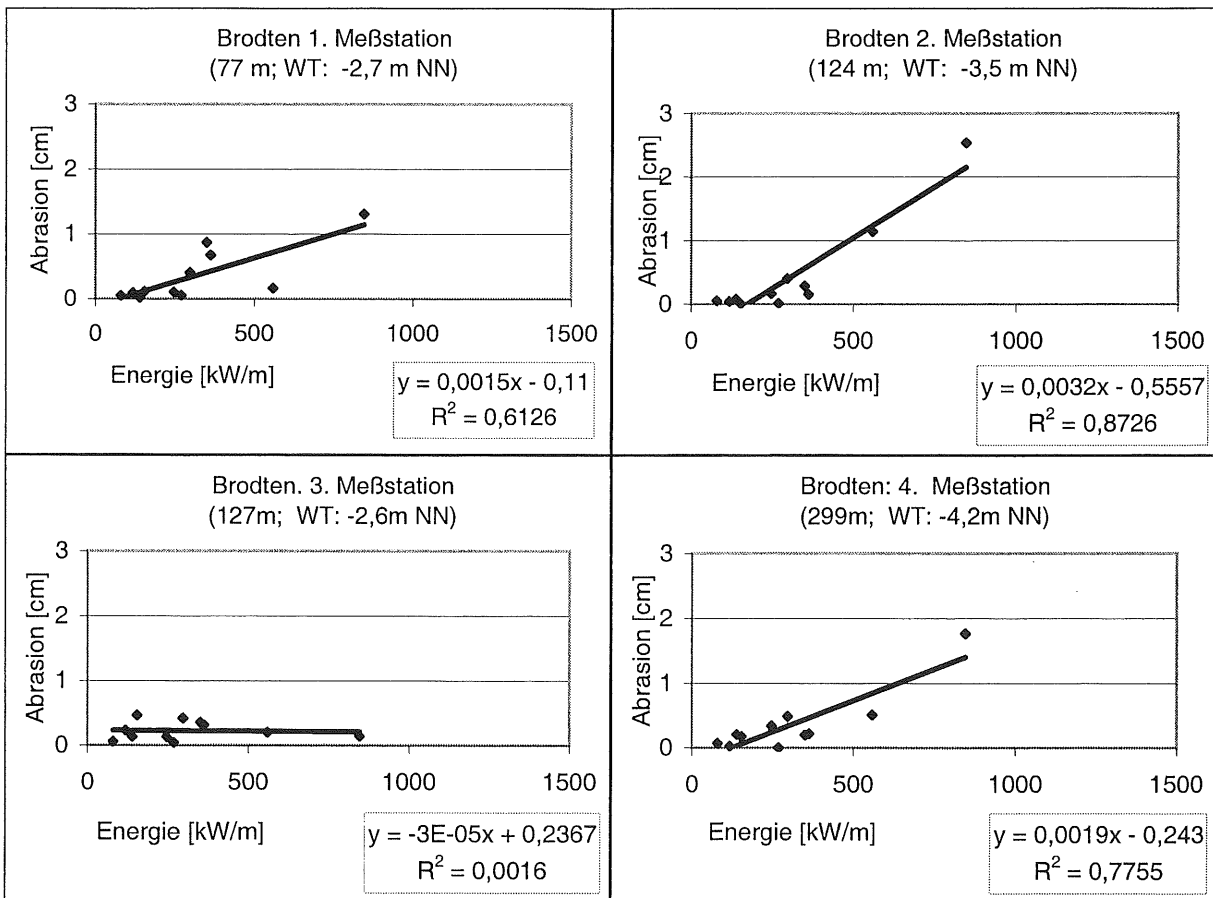 Brodten 1. Meßstation
(77 m; WT: -2,7 m NN)
Abrasion [cm]
3
2
1
0
0 500 1000 1500
Energie [kW/m]
y = 0,0015x - 0,11
R² = 0,6126
Brodten 2. Meßstation
(124 m; WT: -3,5 m NN)
Abrasion [cm]
3
2
1
0
0 500 1000 1500
Energie [kW/m]
y = 0,0032x - 0,5557
R² = 0,8726
Brodten. 3. Meßstation
(127m; WT: -2,6m NN)
Abrasion [cm]
3
2
1
0
0 500 1000 1500
Energie [kW/m]
y = -3E-05x + 0,2367
R² = 0,0016
Brodten: 4. Meßstation
(299m; WT: -4,2m NN)
Abrasion [cm]
3
2
1
0
0 500 1000 1500
Energie [kW/m]
y = 0,0019x - 0,243
R² = 0,7755